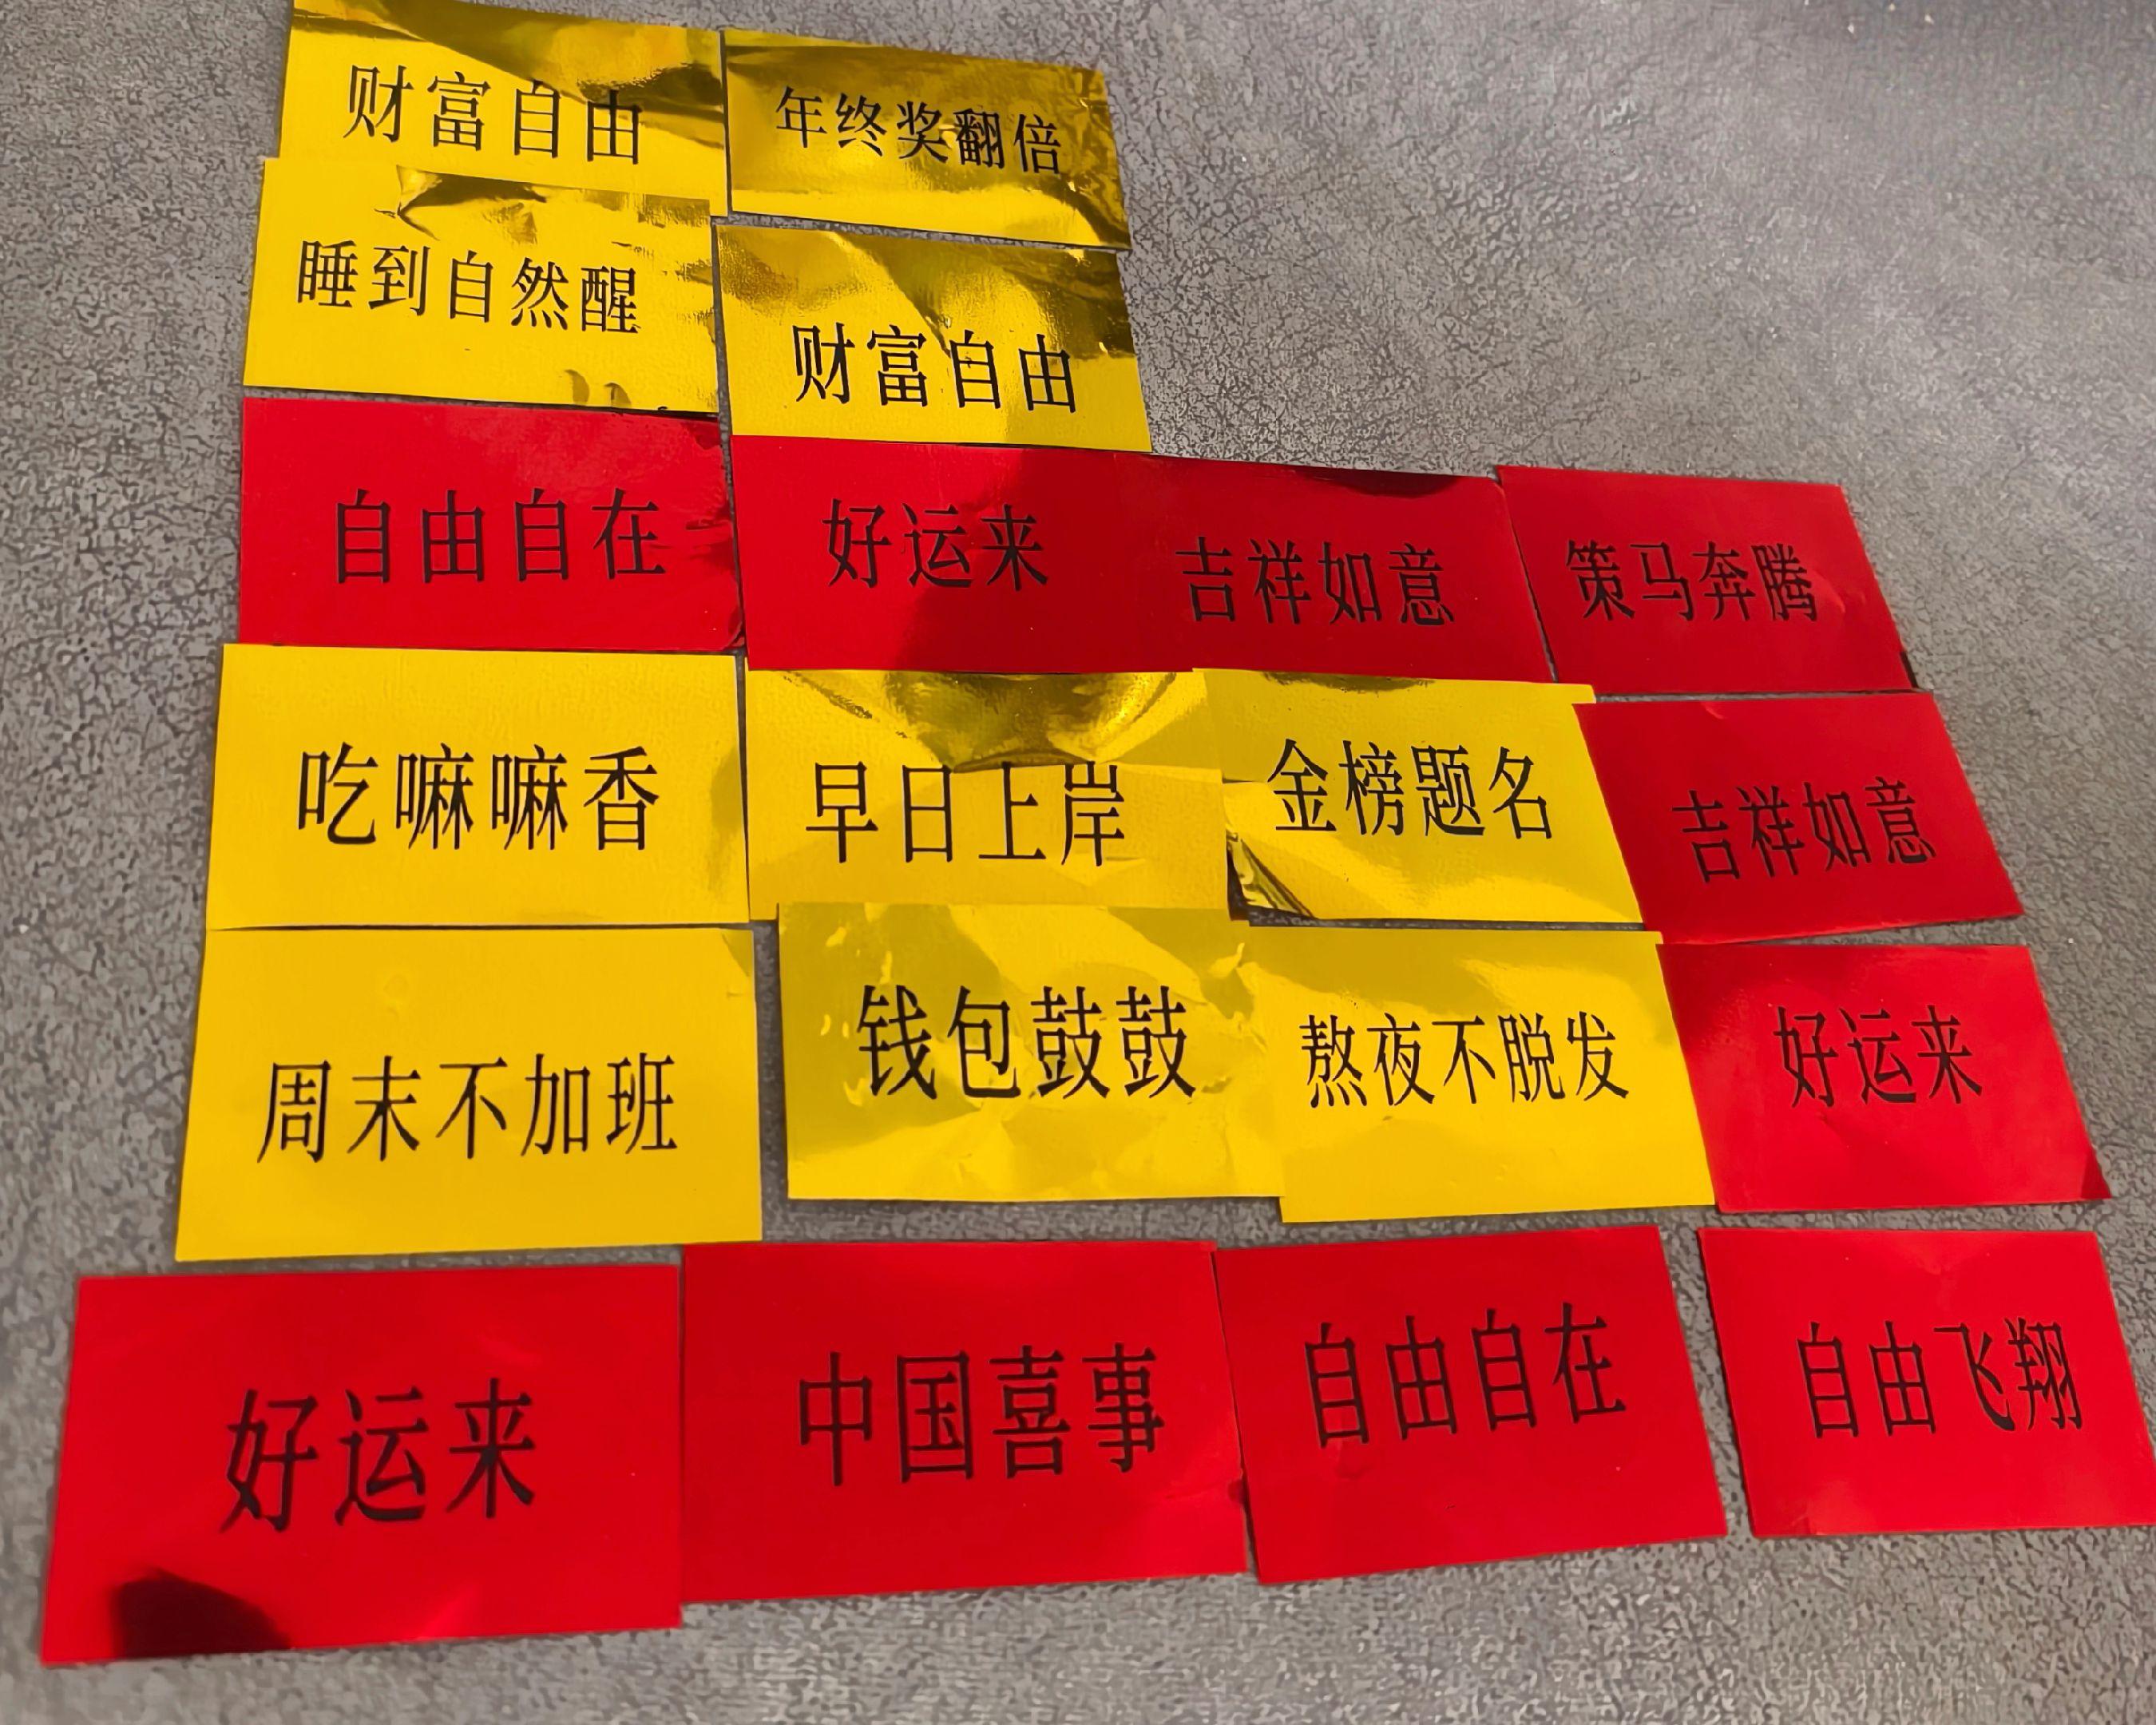 财富自由
年终奖翻倍
睡到自然醒
财富自由
自由自在
好运来
吉祥如意
策马奔腾
吃嘛嘛香
早日上岸
金榜题名
吉祥如意
周末不加班
钱包鼓鼓
熬夜不脱发
好运来
好运来
中国喜事
自由自在
自由飞翔